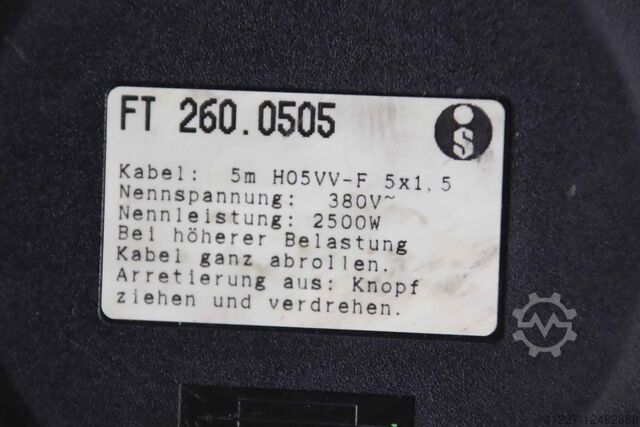 FT 260.0505
iS
Kabel: 5m H05VV-F 5x1,5
Nennspannung: 380V~
Nennleistung: 2500W
Bei höherer Belastung
Kabel ganz abrollen.
Arretierung aus: Knopf
ziehen und verdrehen.